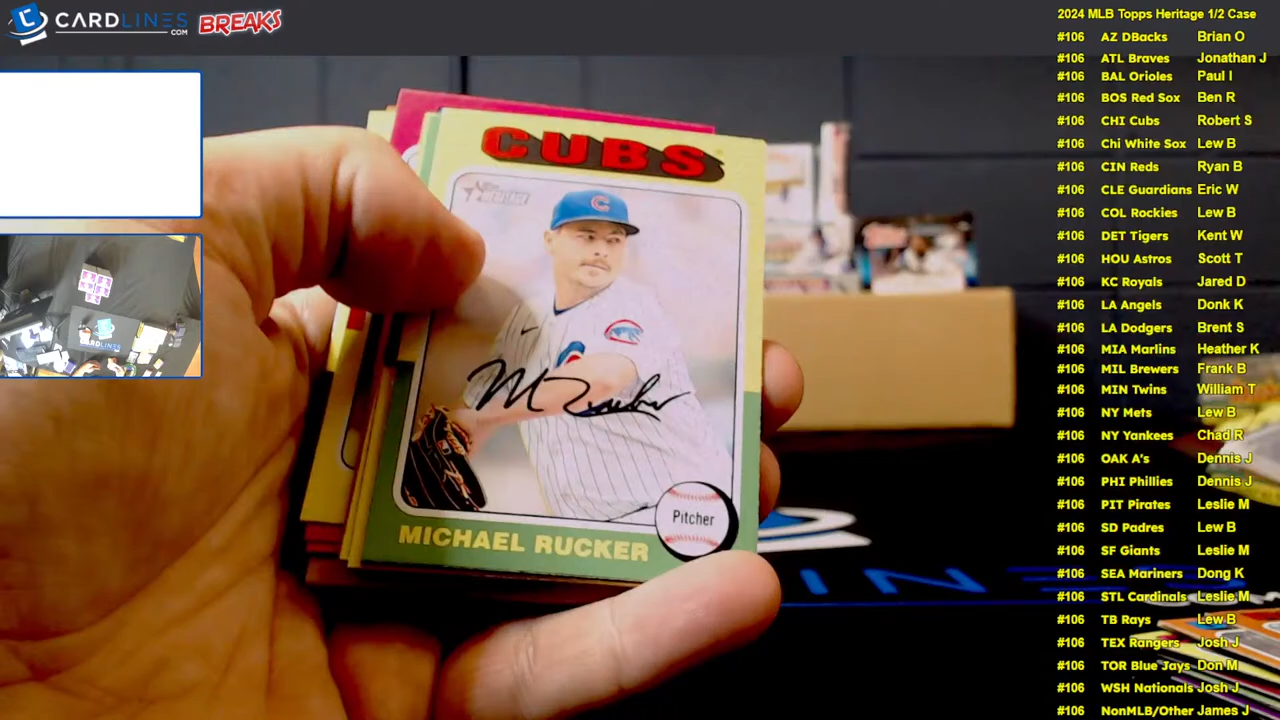 CARDLINES
.COM
BREAKS
2024 MLB Topps Heritage 1/2 Case
#106 AZ DBacks Brian O
#106 ATL Braves Jonathan J
#106 BAL Orioles Paul I
#106 BOS Red Sox Ben R
#106 CHI Cubs Robert S
#106 Chi White Sox Lew B
#106 CIN Reds Ryan B
#106 CLE Guardians Eric W
#106 COL Rockies Lew B
#106 DET Tigers Kent W
#106 HOU Astros Scott T
#106 KC Royals Jared D
#106 LA Angels Donk K
#106 LA Dodgers Brent S
#106 MIA Marlins Heather K
#106 MIL Brewers Frank B
#106 MIN Twins William T
#106 NY Mets Lew B
#106 NY Yankees Chad R
#106 OAK A's Dennis J
#106 PHI Phillies Dennis J
#106 PIT Pirates Leslie M
#106 SD Padres Lew B
#106 SF Giants Leslie M
#106 SEA Mariners Dong K
#106 STL Cardinals Leslie M
#106 TB Rays Lew B
#106 TEX Rangers Josh J
#106 TOR Blue Jays Don M
#106 WSH Nationals Josh J
#106 NonMLB/Other James J
CUBS
Topps
HERITAGE
C
M Rucker
Pitcher
MICHAEL RUCKER